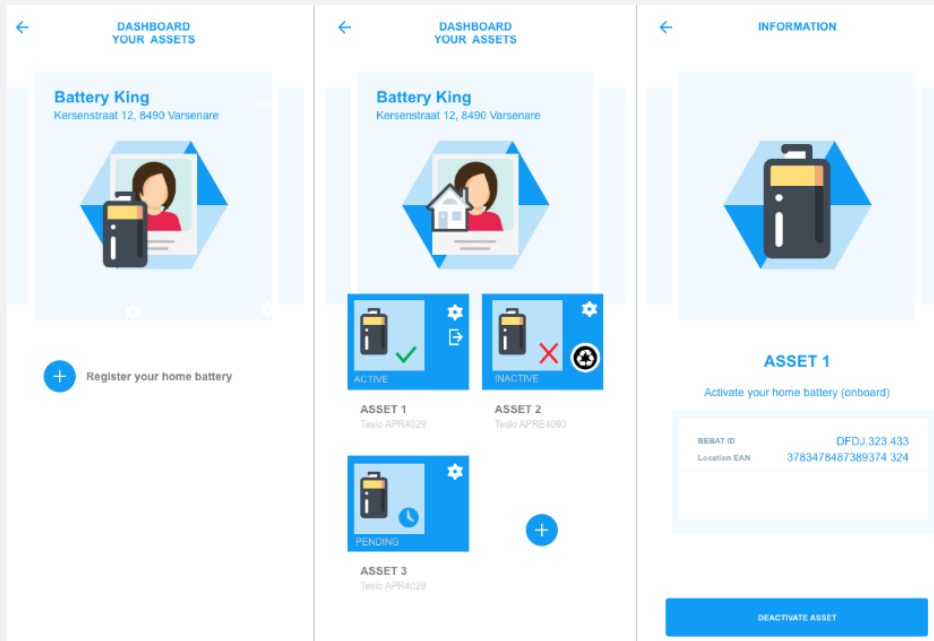 DASHBOARD
YOUR ASSETS
Battery King
Kersenstraat 12, 8490 Varsenare
Register your home battery
DASHBOARD
YOUR ASSETS
Battery King
Kersenstraat 12, 8490 Varsenare
ACTIVE
INACTIVE
ASSET 1
Teslo APR4029
ASSET 2
Teslo APRE4093
PENDING
ASSET 3
Teslo APR4029
INFORMATION
ASSET 1
Activate your home battery (onboard)
BEBAT ID
DFDJ.323.433
Location EAN
3783478487389374 324
DEACTIVATE ASSET